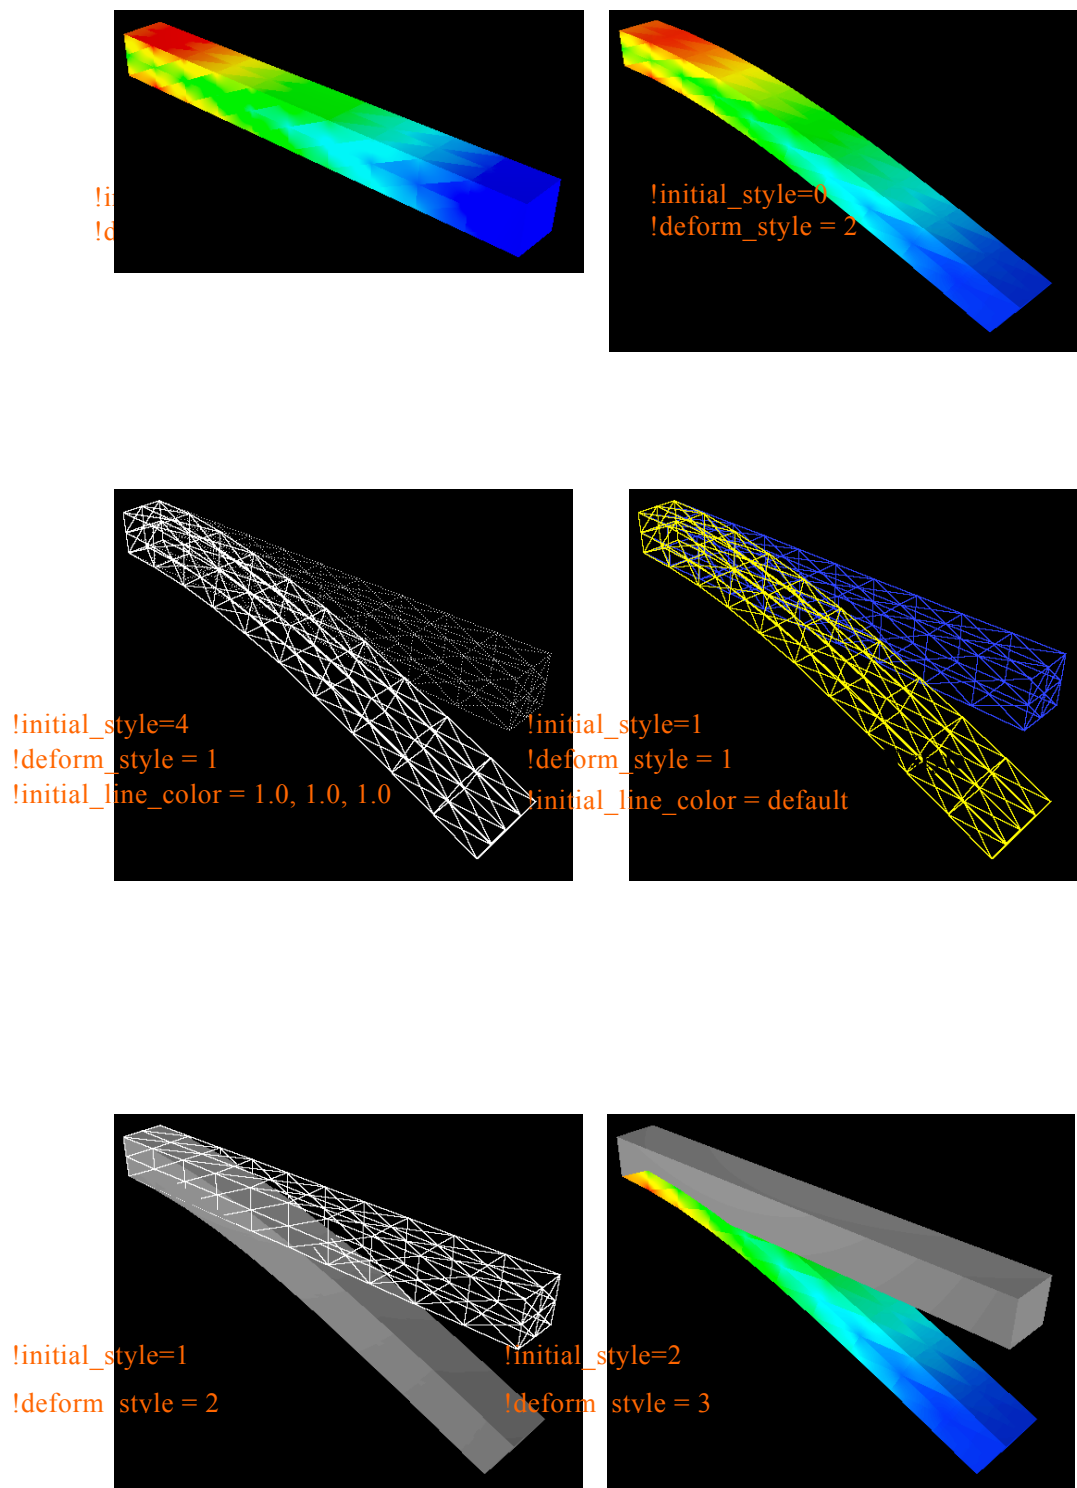 !initial_style=0
!deform_style = 2
!initial_style=4
!deform_style = 1
!initial_line_color = 1.0, 1.0, 1.0
!initial_style=1
!deform_style = 1
!initial_line_color = default
!initial_style=1
!deform_style = 2
!initial_style=2
!deform_style = 3